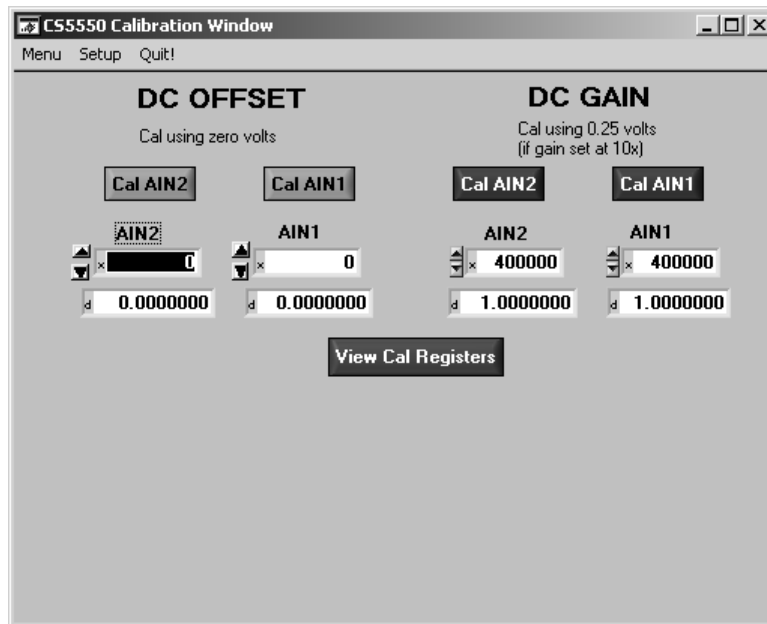 CS5550 Calibration Window
Menu Setup Quit!
DC OFFSET
Cal using zero volts
Cal AIN2 Cal AIN1
AIN2 AIN1
x 0 x 0
d 0.0000000 d 0.0000000
DC GAIN
Cal using 0.25 volts
(if gain set at 10x)
Cal AIN2 Cal AIN1
AIN2 AIN1
x 400000 x 400000
d 1.0000000 d 1.0000000
View Cal Registers